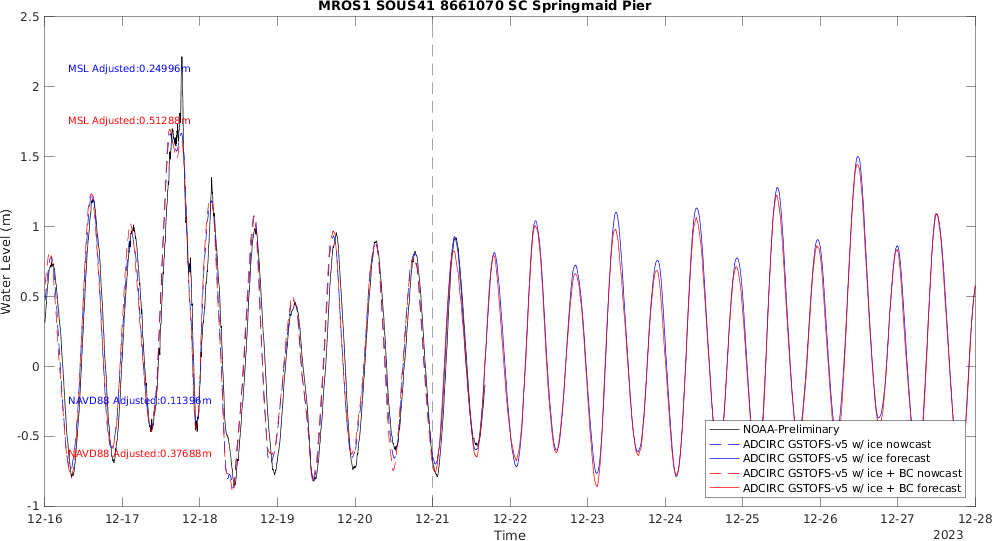 MROS1 SOUS41 8661070 SC Springmaid Pier
2.5
2
1.5
1
0.5
0
-0.5
-1
Water Level (m)
MSL Adjusted:0.24996m
MSL Adjusted:0.51288m
NAVD88 Adjusted:0.11396m
NAVD88 Adjusted:0.37688m
NOAA-Preliminary
ADCIRC GSTOFS-v5 w/ ice nowcast
ADCIRC GSTOFS-v5 w/ ice forecast
ADCIRC GSTOFS-v5 w/ ice + BC nowcast
ADCIRC GSTOFS-v5 w/ ice + BC forecast
12-16 12-17 12-18 12-19 12-20 12-21 12-22 12-23 12-24 12-25 12-26 12-27 12-28
Time
2023